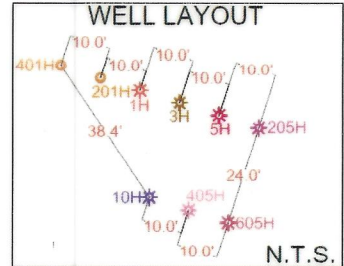 WELL LAYOUT
10.0'
401H
10.0'
201H
10.0'
1H
10.0'
3H
10.0'
5H
205H
38.4'
24.0'
10H
405H
10.0'
605H
10.0'
N.T.S.